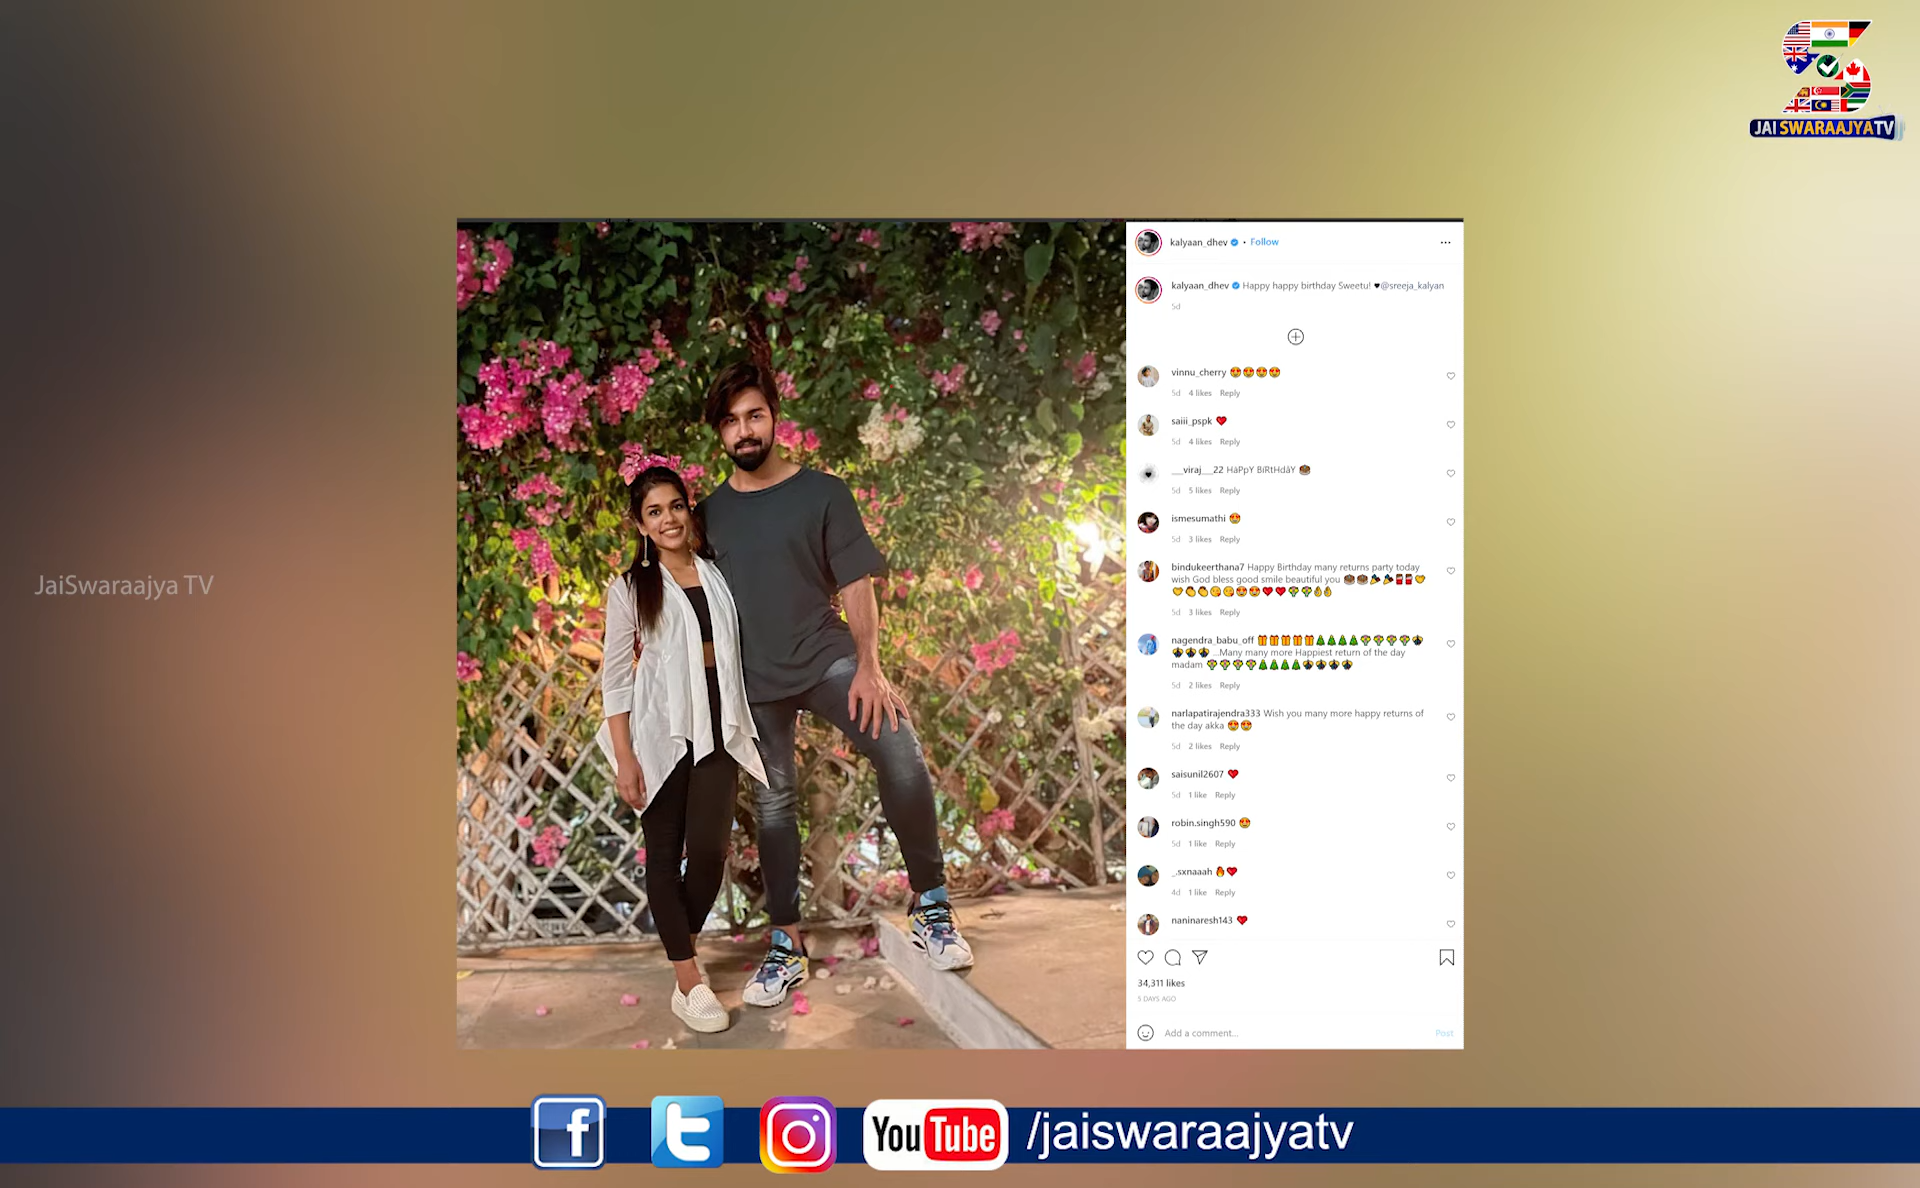 JAI SWARAAJYA TV
kalyaan_dhev • Follow
kalyaan_dhev Happy happy birthday Sweetu! 🖤@sreeja_kalyan
5d
vinnu_cherry 😍😍😍😍
5d 4 likes Reply
saiii_pspk ❤️
5d 4 likes Reply
__viraj__22 HàPpY BiRtHdàY 🎂
5d 5 likes Reply
ismesumathi 😍
5d 3 likes Reply
JaiSwaraajya TV
bindukeerthana7 Happy Birthday many returns party today
wish God bless good smile beautiful you
5d 3 likes Reply
nagendra_babu_off 🎁🎁🎁🎁🎁🎄🎄🎄🎄💐💐💐💐
...Many many more Happiest return of the day
madam 💐💐💐💐🎄🎄🎄🎄
5d 2 likes Reply
narlapatirajendra333 Wish you many more happy returns of
the day akka 😍😍
5d 2 likes Reply
saisunil2607 ❤️
5d 1 like Reply
robin.singh590 😍
5d 1 like Reply
_.sxnaaah 🔥❤️
4d 1 like Reply
naninaresh143 ❤️
34,311 likes
5 DAYS AGO
Add a comment...
Post
f
t
YouTube
/jaiswaraajyatv